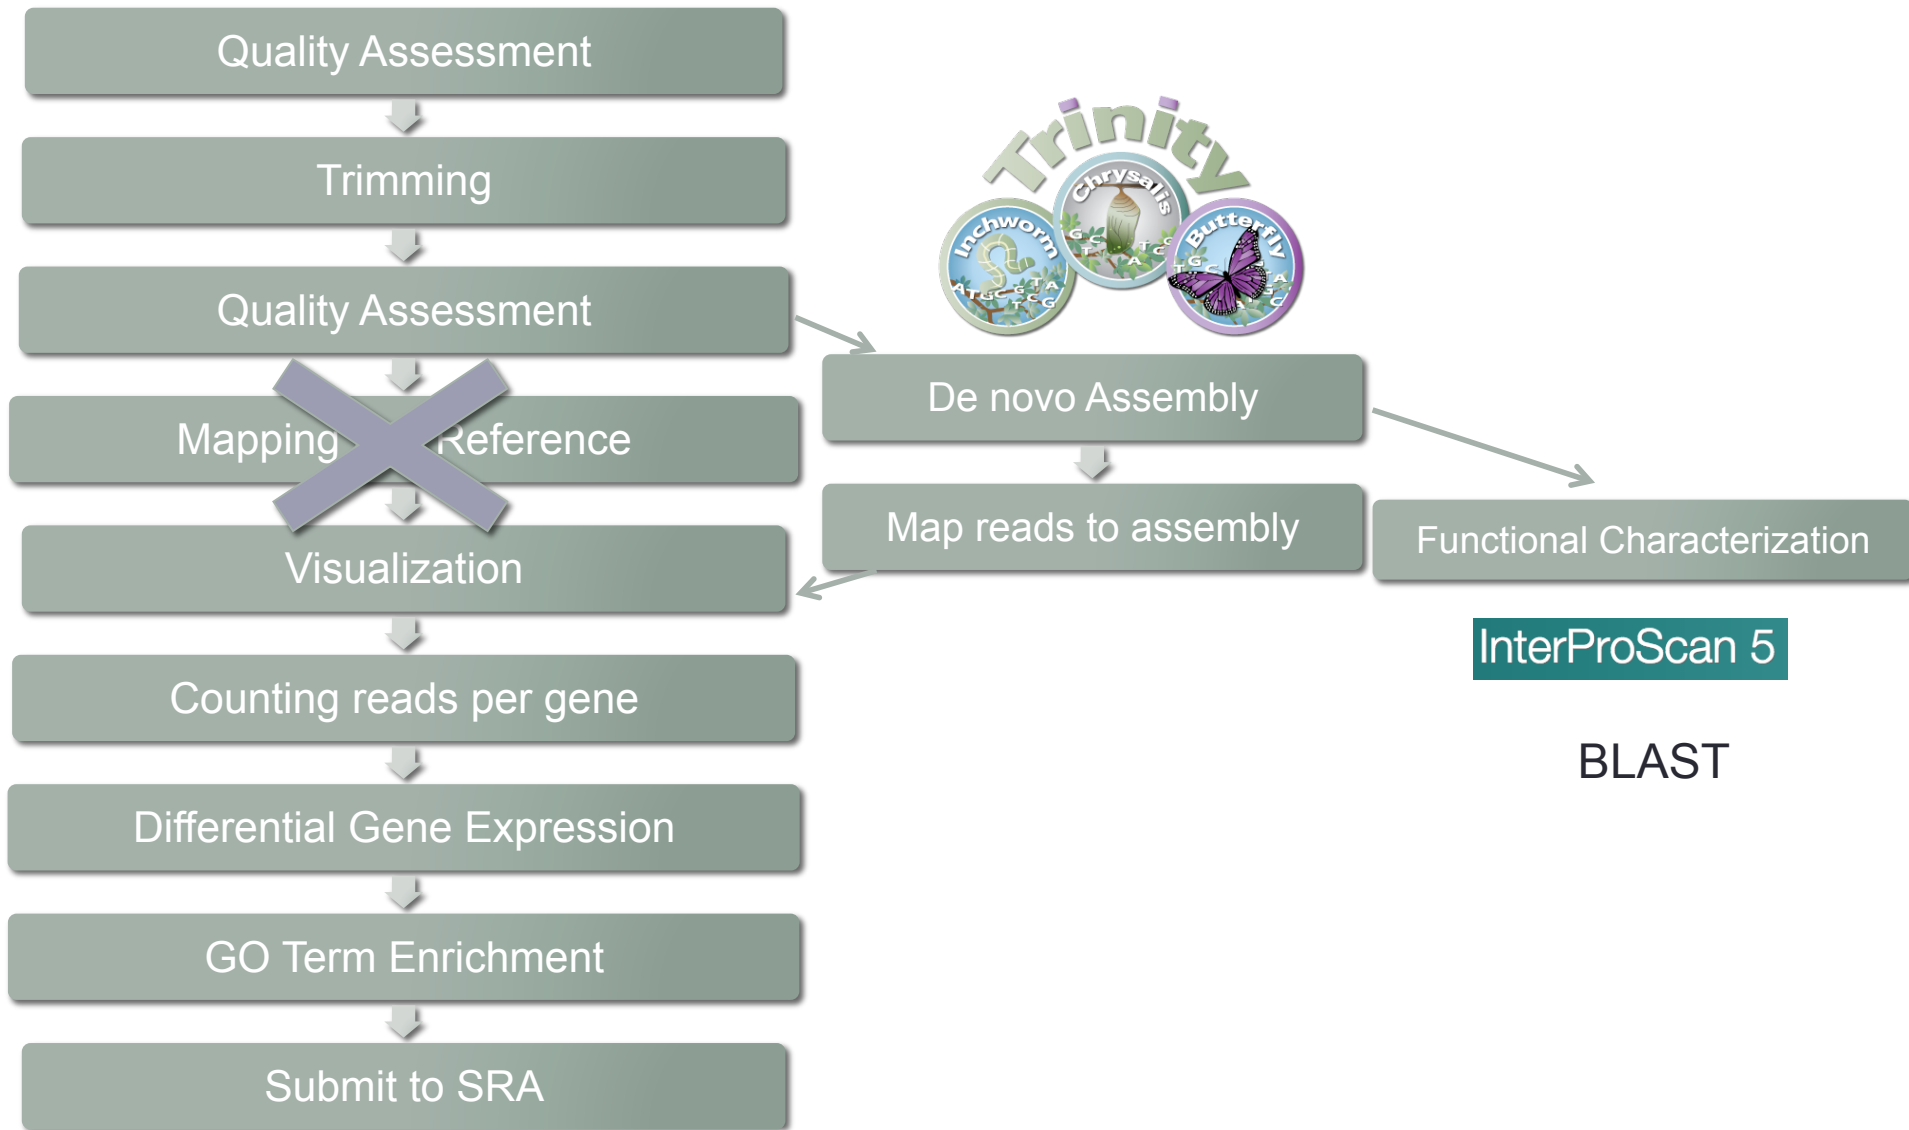 Quality Assessment
Trimming
Quality Assessment
Mapping Reference
Visualization
Counting reads per gene
Differential Gene Expression
GO Term Enrichment
Submit to SRA
Trinity
Inchworm
Chrysalis
Butterfly
De novo Assembly
Map reads to assembly
Functional Characterization
InterProScan 5
BLAST